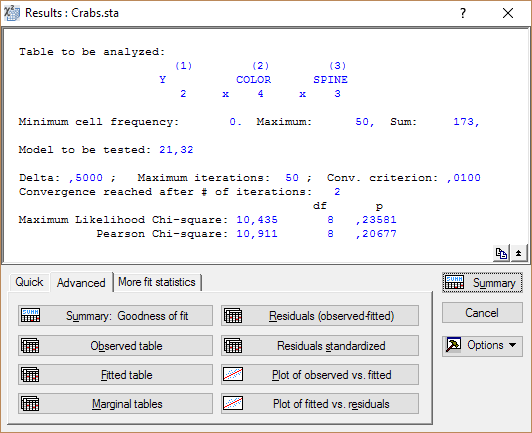 Results : Crabs.sta
? ×
Table to be analyzed:
(1) (2) (3)
Y COLOR SPINE
2 x 4 x 3
Minimum cell frequency: 0. Maximum: 50, Sum: 173,
Model to be tested: 21,32
Delta: ,5000 ; Maximum iterations: 50 ; Conv. criterion: ,0100
Convergence reached after # of iterations: 2
df p
Maximum Likelihood Chi-square: 10,435 8 ,23581
Pearson Chi-square: 10,911 8 ,20677
Quick Advanced More fit statistics
Summary
Summary: Goodness of fit
Residuals (observed-fitted)
Cancel
Observed table
Residuals standardized
Options
Fitted table
Plot of observed vs. fitted
Marginal tables
Plot of fitted vs. residuals